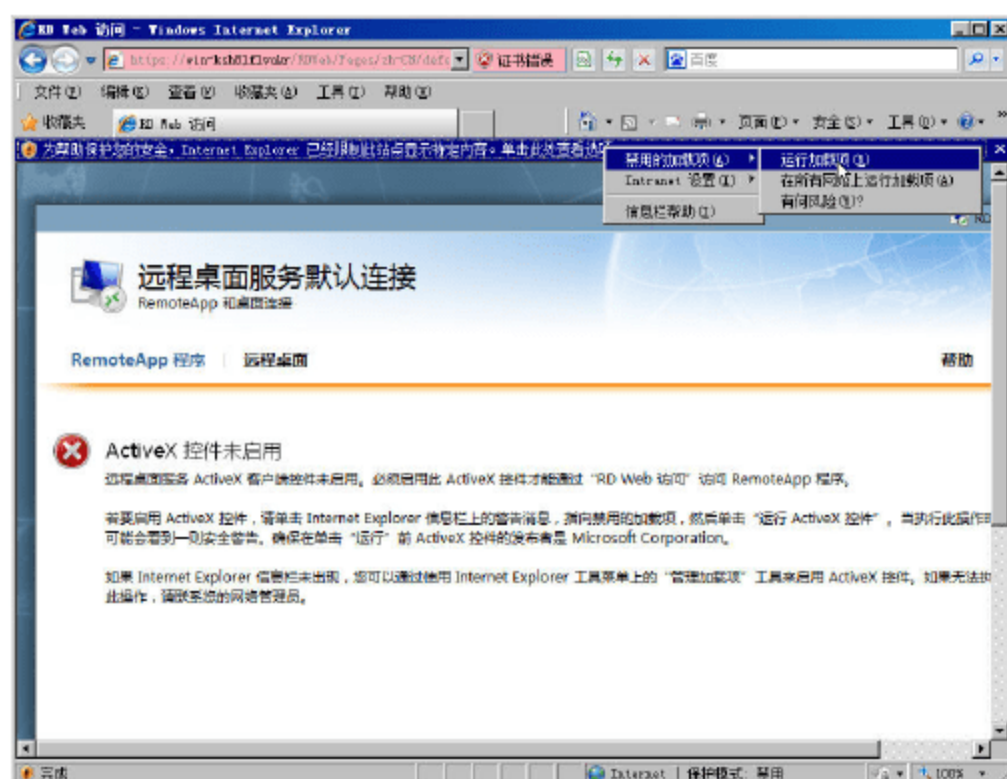 RD Web 访问 - Windows Internet Explorer
证书错误
百度
文件(F) 编辑(E) 查看(V) 收藏夹(A) 工具(T) 帮助(H)
收藏夹 RD Web 访问 页面(P) 安全(S) 工具(O)
为帮助保护您的安全，Internet Explorer 已经限制此站点显示特定内容。单击此处查看选项
禁用的加载项(A) 运行加载项(R)
Intranet 设置(I) 在所有网站上运行加载项(A)
有何风险(W)?
信息栏帮助(I)
远程桌面服务默认连接
RemoteApp 和桌面连接
RemoteApp 程序 | 远程桌面 帮助
ActiveX 控件未启用
远程桌面服务 ActiveX 客户端控件未启用。必须启用此 ActiveX 控件才能通过 “RD Web 访问” 访问 RemoteApp 程序。
若要启用 ActiveX 控件，请单击 Internet Explorer 信息栏上的警告消息，指向禁用的加载项，然后单击 “运行 ActiveX 控件” 。当执行此操作时
可能会看到一则安全警告。确保在单击 “运行” 前 ActiveX 控件的发布者是 Microsoft Corporation。
如果 Internet Explorer 信息栏未出现，您可以通过使用 Internet Explorer 工具菜单上的 “管理加载项” 工具来启用 ActiveX 控件。如果无法执
此操作，请联系您的网络管理员。
完成 Internet | 保护模式: 禁用 100%